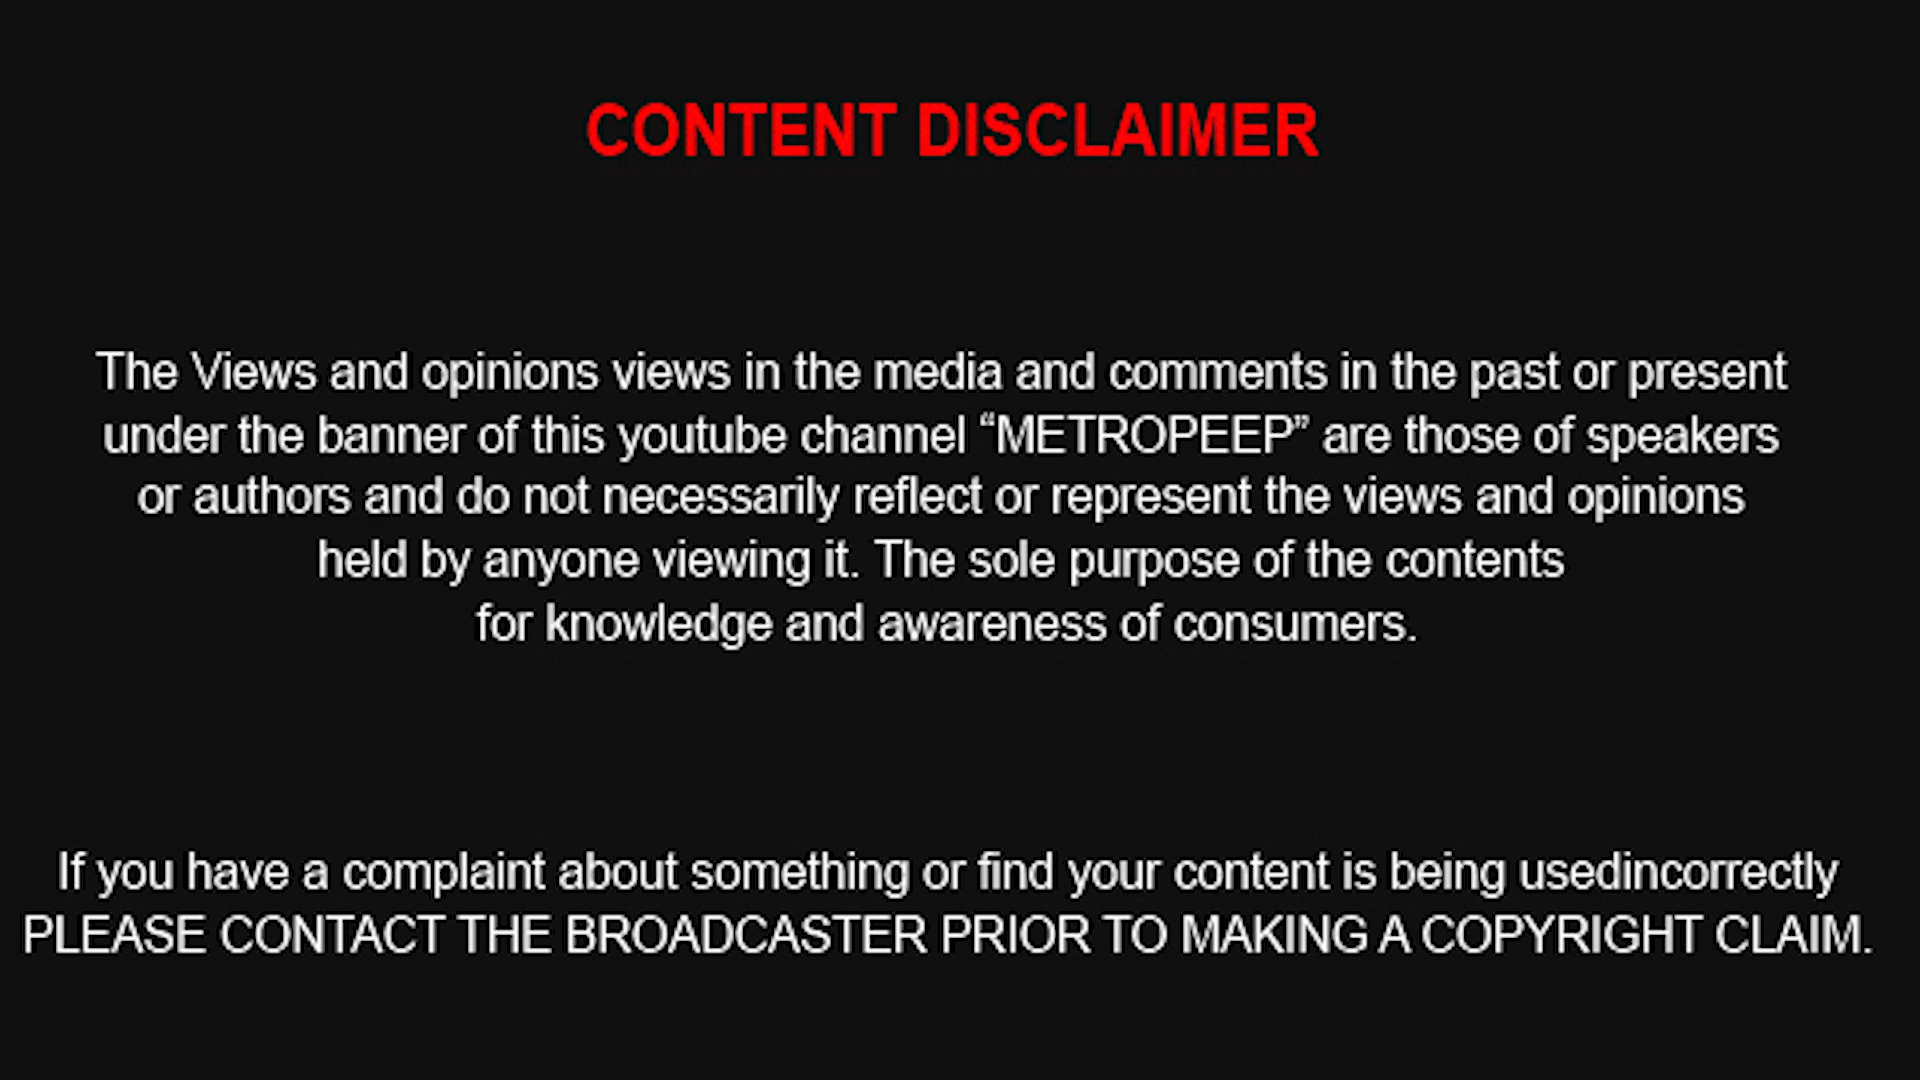 CONTENT DISCLAIMER
The Views and opinions views in the media and comments in the past or present
under the banner of this youtube channel “METROPEEP” are those of speakers
or authors and do not necessarily reflect or represent the views and opinions
held by anyone viewing it. The sole purpose of the contents
for knowledge and awareness of consumers.
If you have a complaint about something or find your content is being usedincorrectly
PLEASE CONTACT THE BROADCASTER PRIOR TO MAKING A COPYRIGHT CLAIM.